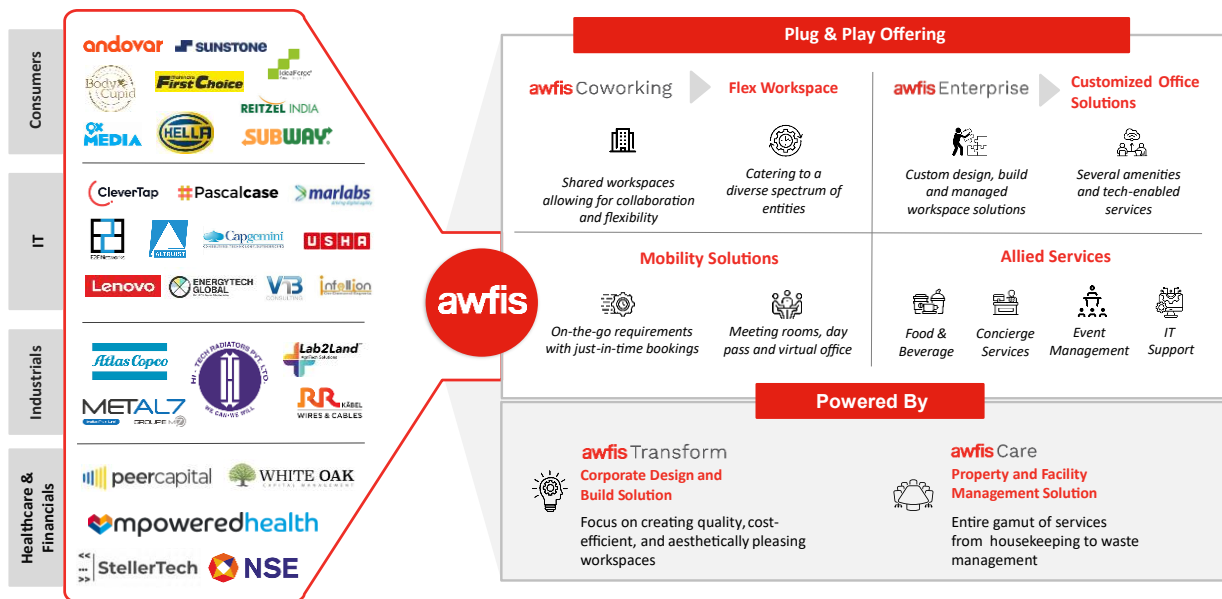 Consumers
andovar
SUNSTONE
IdealForge
Body Cupid
Mahindra
First Choice
REITZEL INDIA
9X
MEDIA
HELLA
SUBWAY
IT
CleverTap
#Pascalcase
marlabs
E2E Networks
ALTRUIST
Capgemini
USHA
Lenovo
ENERGYTECH
GLOBAL
V13
CONSULTING
intellion
Industrials
Atlas Copco
HI-TECH RADIATORS PVT. LTD.
WE CAN•WE WILL
Lab2Land
METAL7
GROUPE M7
RR
KABEL
WIRES & CABLES
Healthcare &
Financials
peercapital
WHITE OAK
CAPITAL MANAGEMENT
mpoweredhealth
<<
...
>>
StellerTech
NSE
awfis
Plug & Play Offering
awfis Coworking
Flex Workspace
Shared workspaces
allowing for collaboration
and flexibility
Catering to
a diverse spectrum of
entities
awfis Enterprise
Customized Office
Solutions
Custom design, build
and managed
workspace solutions
Several amenities
and tech-enabled
services
Mobility Solutions
On-the-go requirements
with just-in-time bookings
Meeting rooms, day
pass and virtual office
Allied Services
Food &
Beverage
Concierge
Services
Event
Management
IT
Support
Powered By
awfis Transform
Corporate Design and
Build Solution
Focus on creating quality, cost-
efficient, and aesthetically pleasing
workspaces
awfis Care
Property and Facility
Management Solution
Entire gamut of services
from housekeeping to waste
management